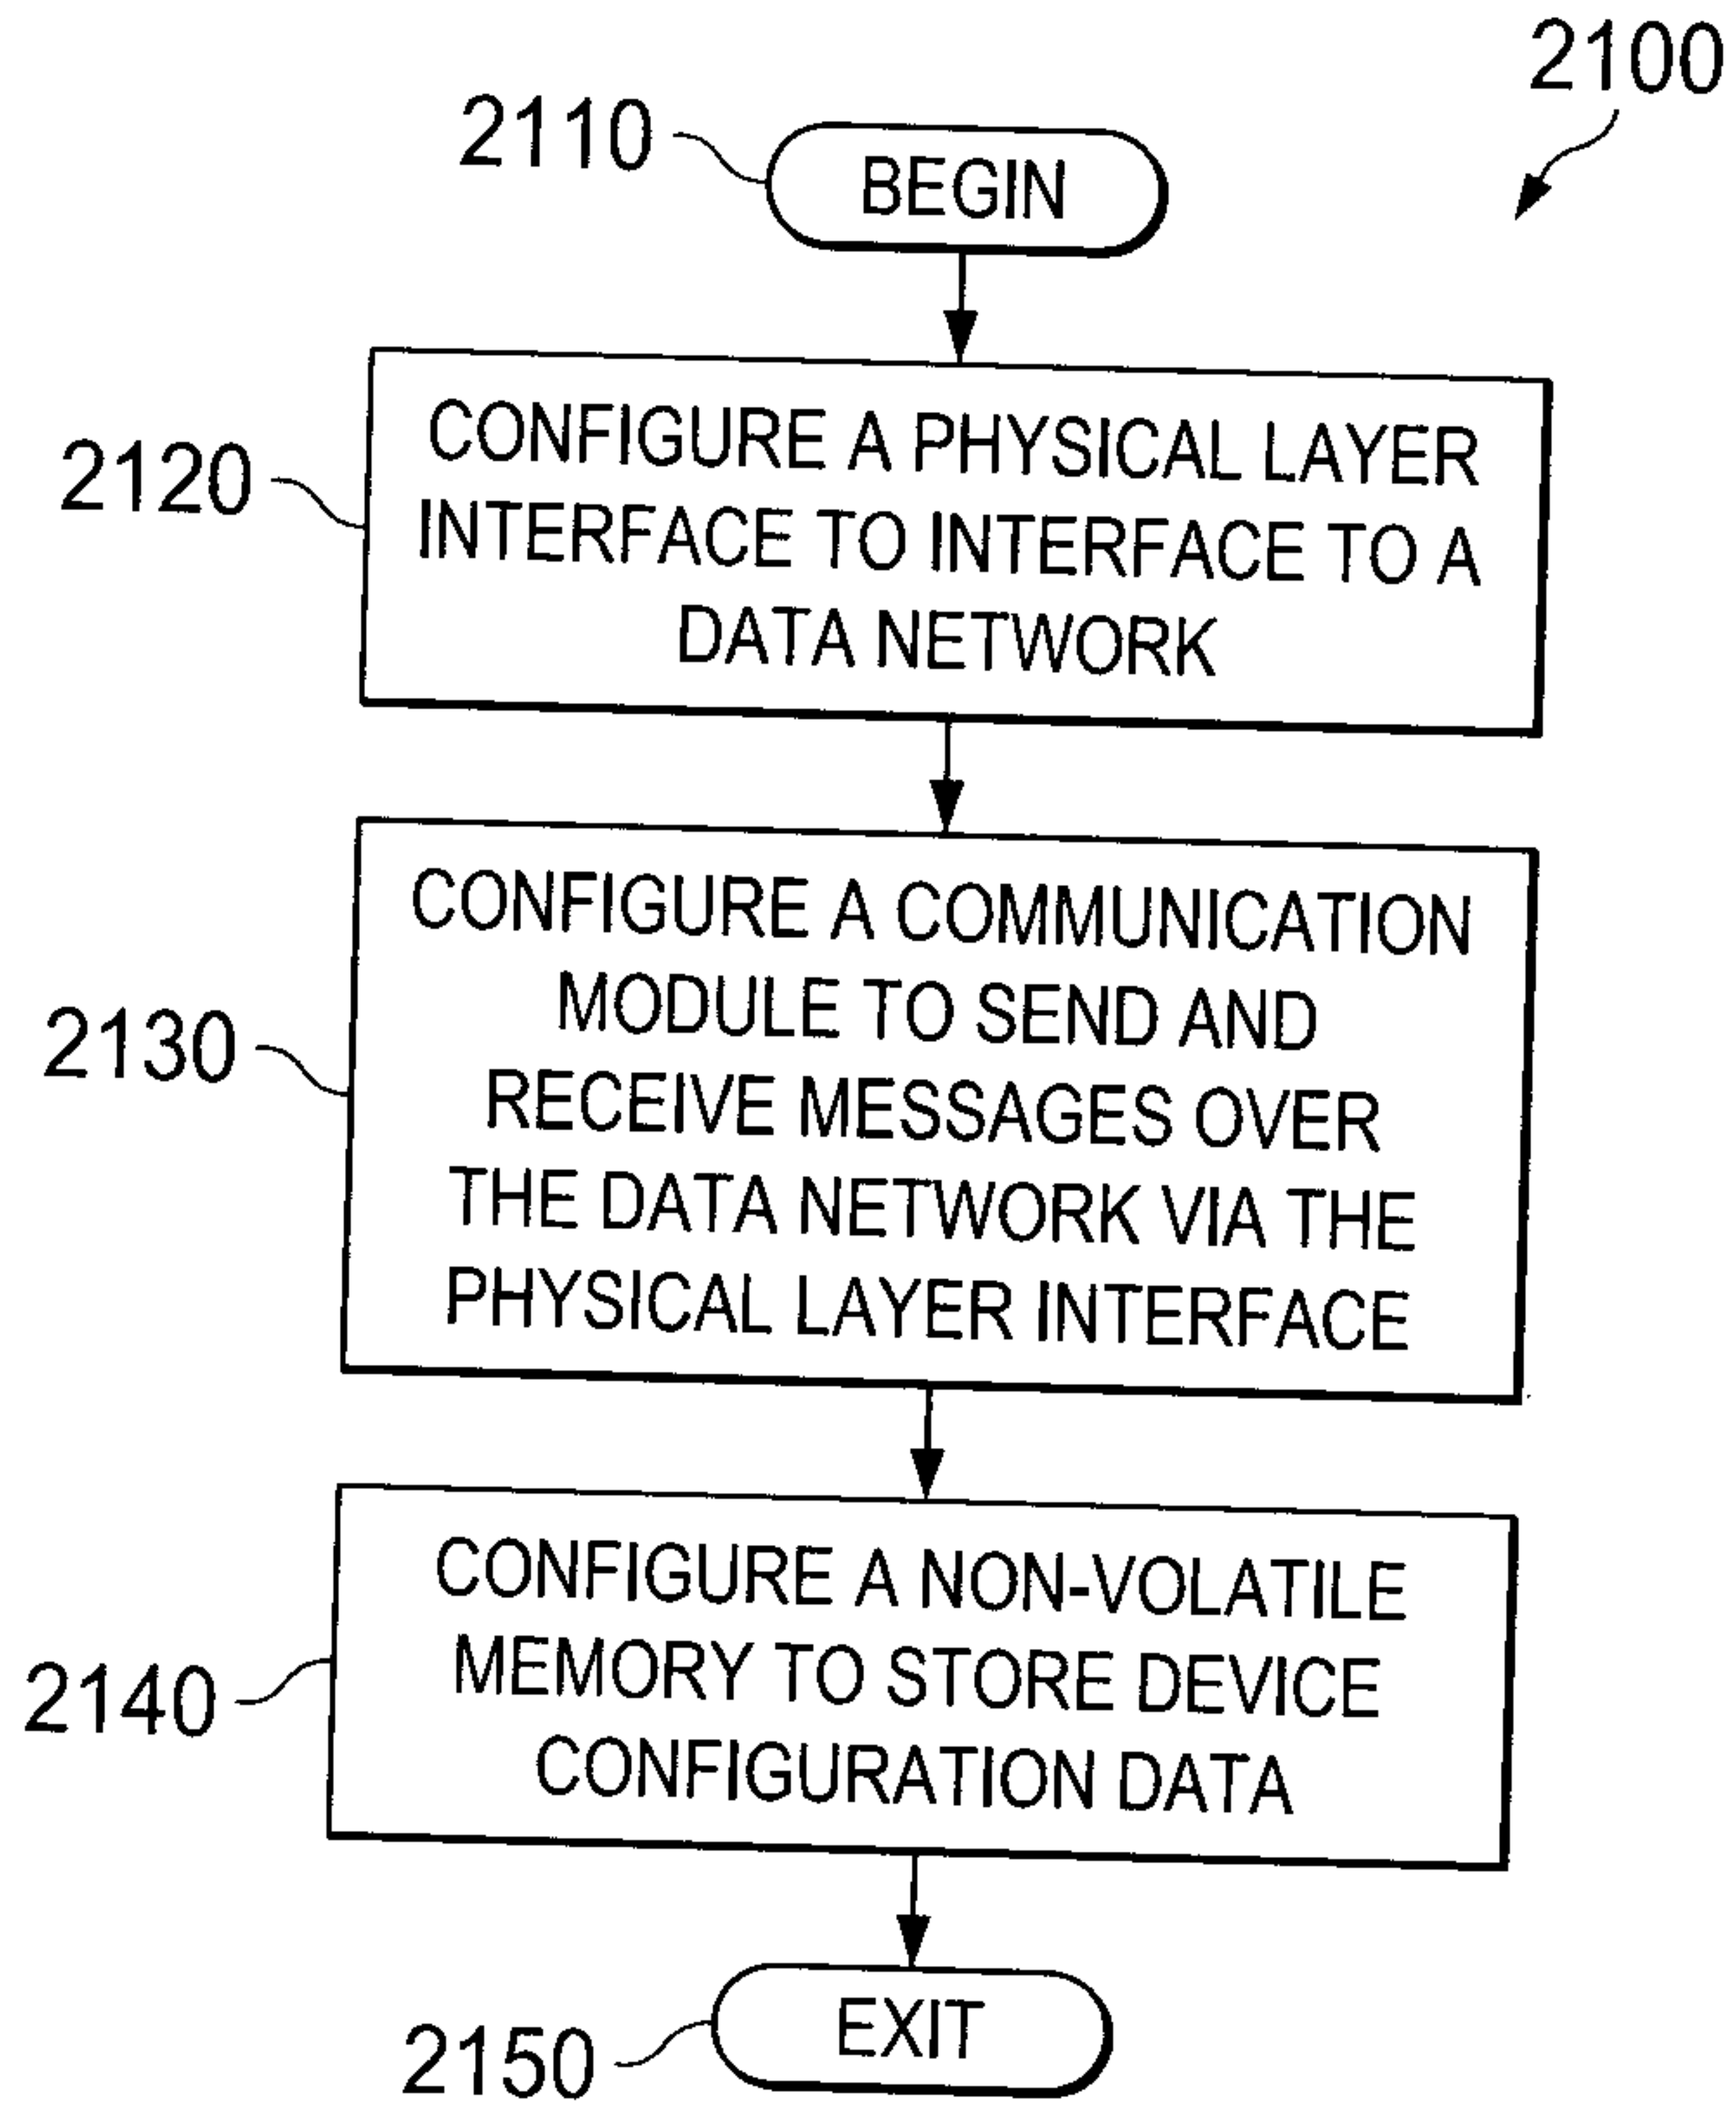 2100
2110
BEGIN
2120
CONFIGURE A PHYSICAL LAYER
INTERFACE TO INTERFACE TO A
DATA NETWORK
2130
CONFIGURE A COMMUNICATION
MODULE TO SEND AND
RECEIVE MESSAGES OVER
THE DATA NETWORK VIA THE
PHYSICAL LAYER INTERFACE
2140
CONFIGURE A NON-VOLATILE
MEMORY TO STORE DEVICE
CONFIGURATION DATA
2150
EXIT